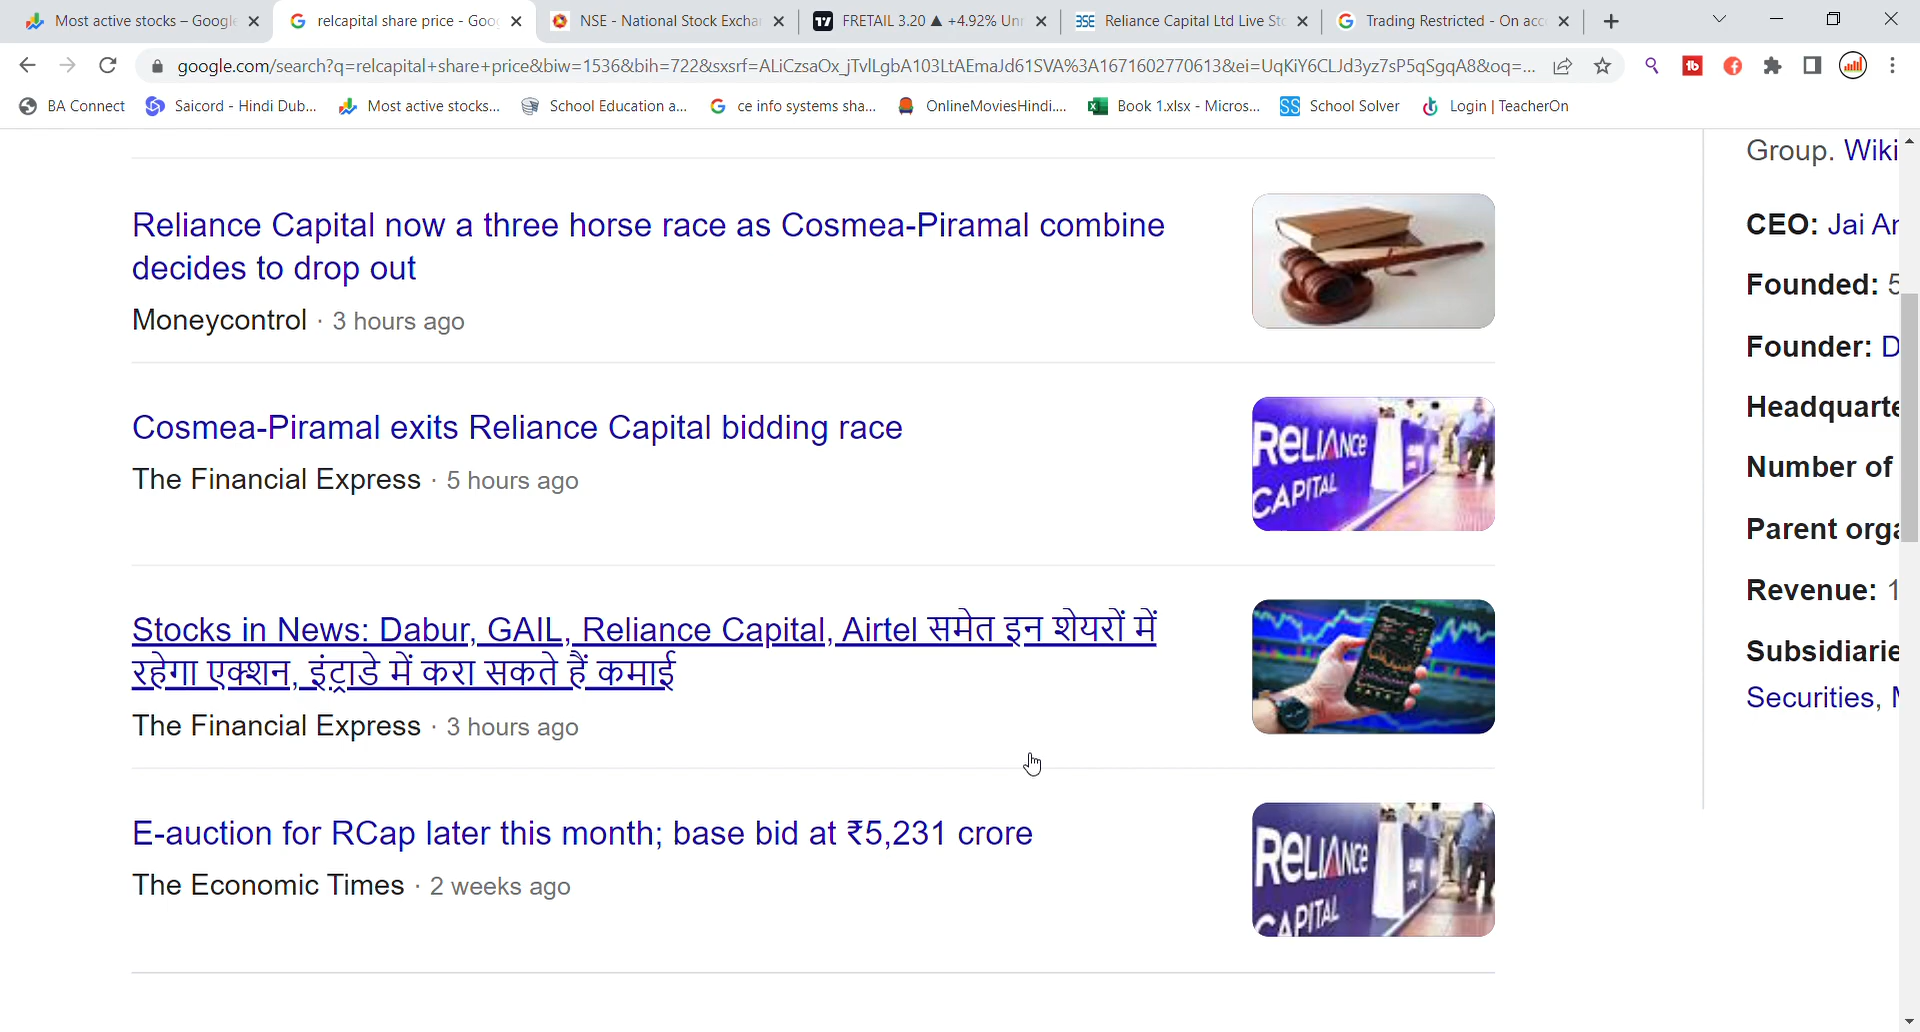 Most active stocks – Google
relcapital share price - Goo
NSE - National Stock Excha
FRETAIL 3.20 ▲ +4.92% Un
Reliance Capital Ltd Live Sto
Trading Restricted - On acc
google.com/search?q=relcapital+share+price&biw=1536&bih=722&sxsrf=ALiCzsaOx_jTvlLgbA103LtAEmaJd61SVA%3A1671602770613&ei=UqKiY6CLJd3yz7sP5qSgqA8&oq=...
BA Connect
Saicord - Hindi Dub...
Most active stocks...
School Education a...
ce info systems sha...
OnlineMoviesHindi....
Book 1.xlsx - Micros...
School Solver
Login | TeacherOn
Reliance Capital now a three horse race as Cosmea-Piramal combine
decides to drop out
Moneycontrol · 3 hours ago
Cosmea-Piramal exits Reliance Capital bidding race
The Financial Express · 5 hours ago
RELIANCE
CAPITAL
Stocks in News: Dabur, GAIL, Reliance Capital, Airtel समेत इन शेयरों में
रहेगा एक्शन, इंट्राडे में करा सकते हैं कमाई
The Financial Express · 3 hours ago
E-auction for RCap later this month; base bid at ₹5,231 crore
The Economic Times · 2 weeks ago
RELIANCE
CAPITAL
Group. Wiki
CEO: Jai An
Founded: 5
Founder: D
Headquarte
Number of
Parent orga
Revenue: 1
Subsidiarie
Securities,